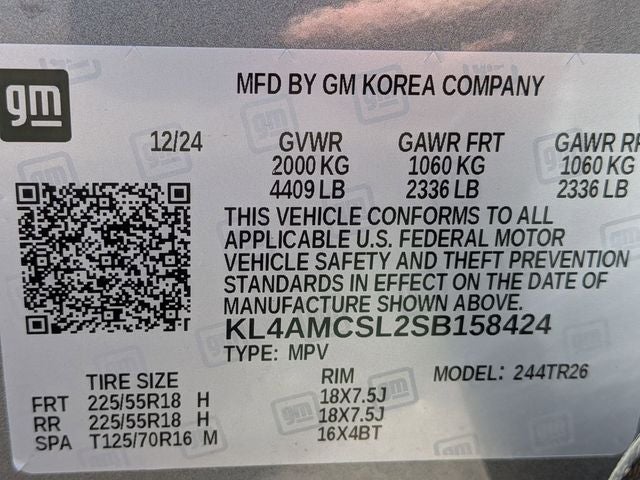 gm
MFD BY GM KOREA COMPANY
12/24 GVWR GAWR FRT GAWR RR
2000 KG 1060 KG 1060 KG
4409 LB 2336 LB 2336 LB
THIS VEHICLE CONFORMS TO ALL
APPLICABLE U.S. FEDERAL MOTOR
VEHICLE SAFETY AND THEFT PREVENTION
STANDARDS IN EFFECT ON THE DATE OF
MANUFACTURE SHOWN ABOVE.
KL4AMCSL2SB158424
TYPE: MPV
TIRE SIZE RIM MODEL: 244TR26
FRT 225/55R18 H 18X7.5J
RR 225/55R18 H 18X7.5J
SPA T125/70R16 M 16X4BT